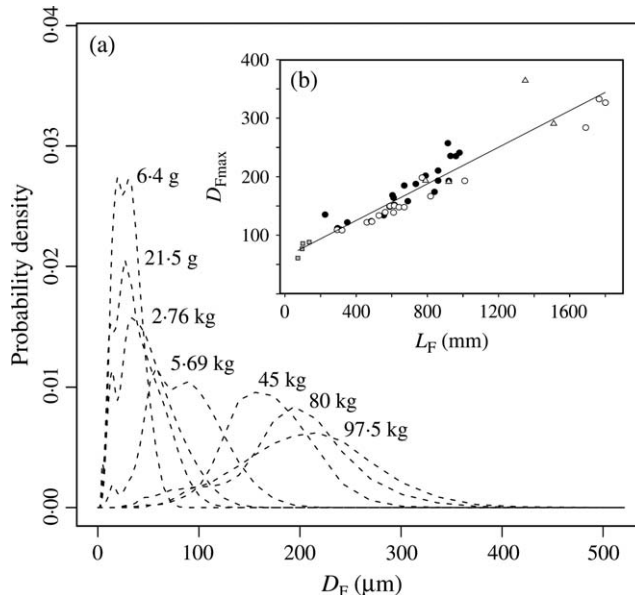 0·04
(a)
(b)
400
6·4 g
300
0·03
D_Fmax
21·5 g
200
0·02
100
2·76 kg
Probability density
0 400 800 1200 1600
5·69 kg
L_F (mm)
45 kg
0·01
80 kg
97·5 kg
0·00
0 100 200 300 400 500
D_F (μm)